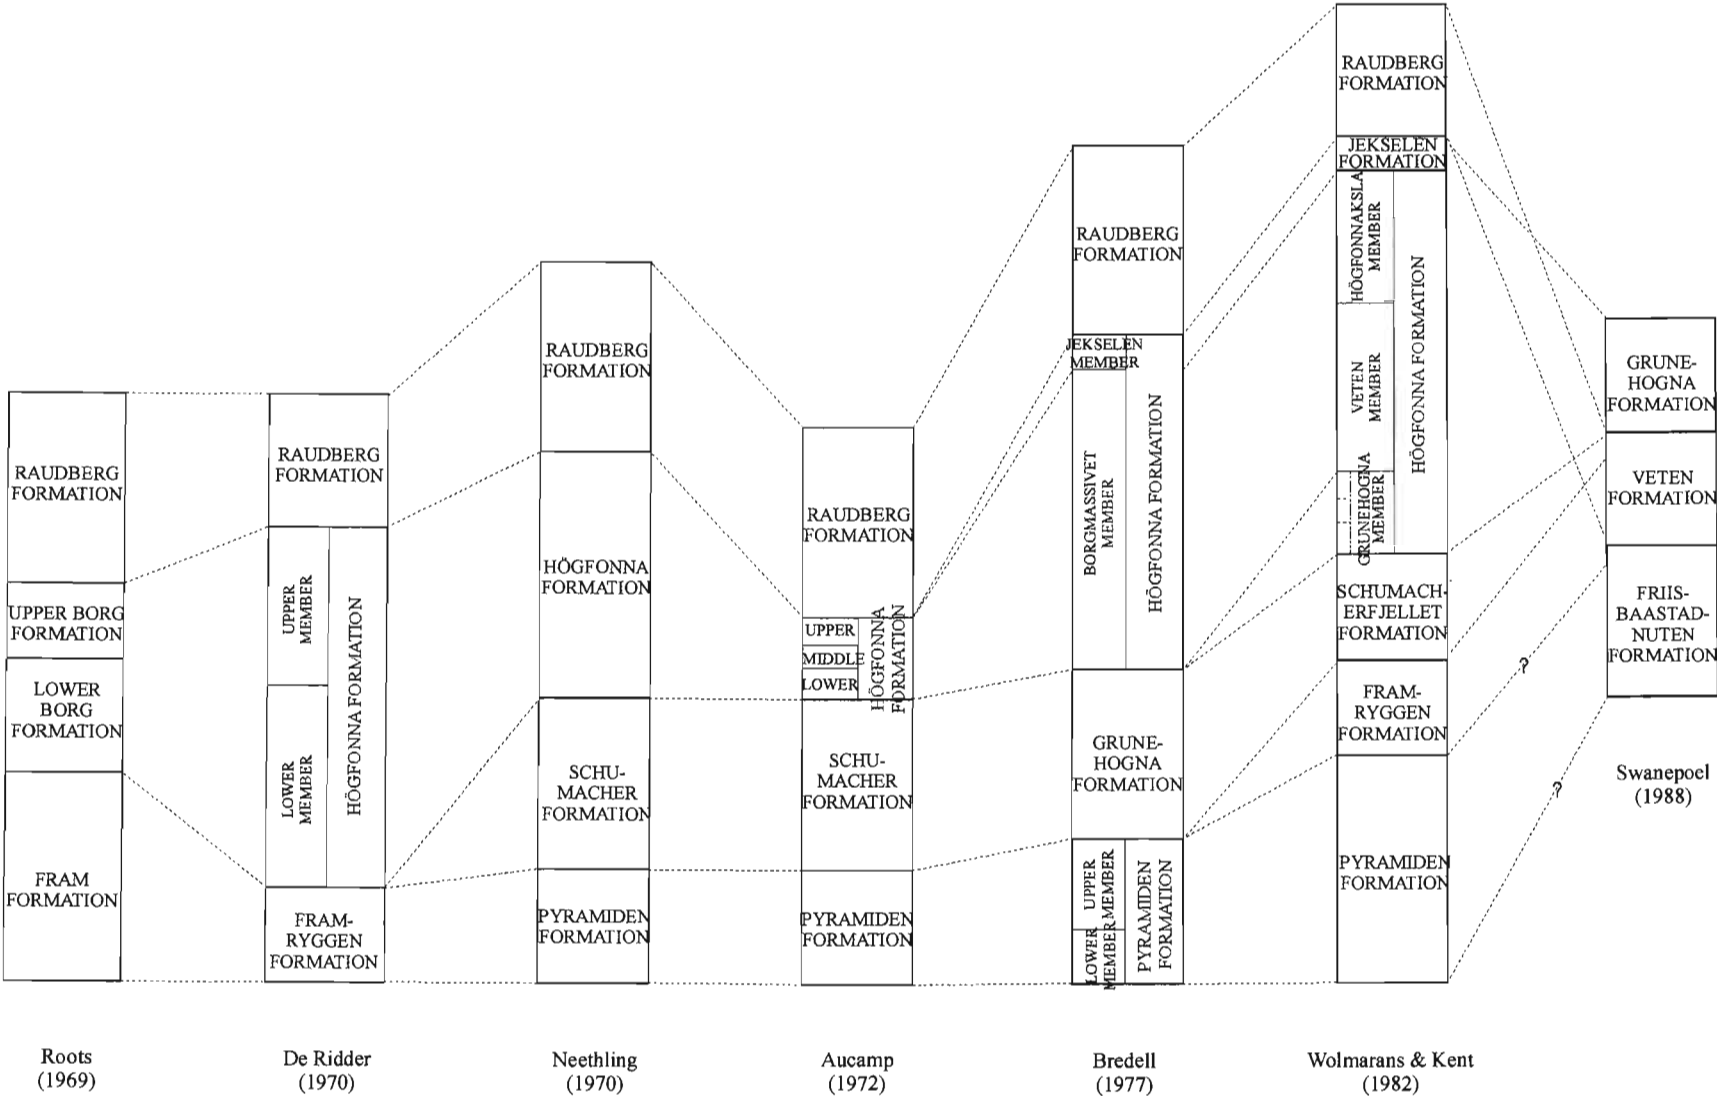 RAUDBERG
FORMATION
UPPER BORG
FORMATION
LOWER
BORG
FORMATION
FRAM
FORMATION
Roots
(1969)
RAUDBERG
FORMATION
UPPER
MEMBER
LOWER
MEMBER
HÖGFONNA FORMATION
FRAM-
RYGGEN
FORMATION
De Ridder
(1970)
RAUDBERG
FORMATION
HÖGFONNA
FORMATION
SCHU-
MACHER
FORMATION
PYRAMIDEN
FORMATION
Neethling
(1970)
RAUDBERG
FORMATION
UPPER
MIDDLE
LOWER
HÖGFONNA
FORMATION
SCHU-
MACHER
FORMATION
PYRAMIDEN
FORMATION
Aucamp
(1972)
RAUDBERG
FORMATION
JEKSELEN
MEMBER
BORGMASSIVET
MEMBER
HÖGFONNA FORMATION
GRUNE-
HOGNA
FORMATION
UPPER
MEMBER
LOWER
MEMBER
PYRAMIDEN
FORMATION
Bredell
(1977)
RAUDBERG
FORMATION
JEKSELEN
FORMATION
HÖGFONNAKSLA
MEMBER
VETEN
MEMBER
GRUNEHOGNA
MEMBER
HÖGFONNA FORMATION
SCHUMACH-
ERFJELLET
FORMATION
FRAM-
RYGGEN
FORMATION
PYRAMIDEN
FORMATION
Wolmarans & Kent
(1982)
?
?
GRUNE-
HOGNA
FORMATION
VETEN
FORMATION
FRIIS-
BAASTAD-
NUTEN
FORMATION
Swanepoel
(1988)